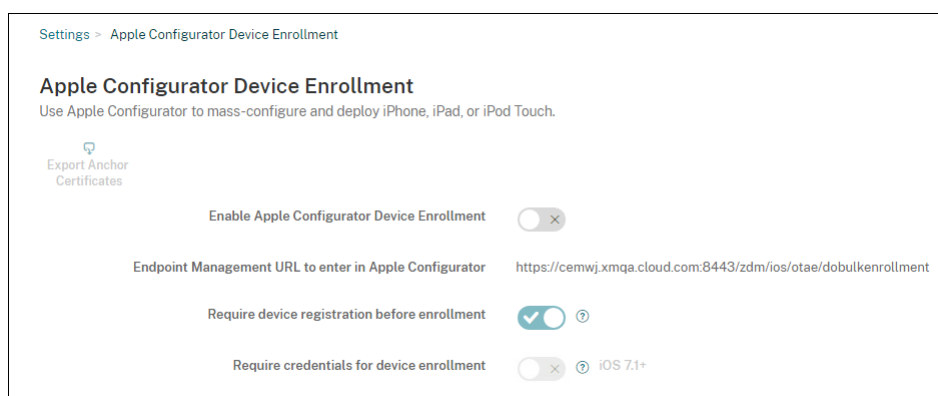 Settings > Apple Configurator Device Enrollment
Apple Configurator Device Enrollment
Use Apple Configurator to mass-configure and deploy iPhone, iPad, or iPod Touch.
Export Anchor
Certificates
Enable Apple Configurator Device Enrollment
Endpoint Management URL to enter in Apple Configurator https://cemwj.xmqa.cloud.com:8443/zdm/ios/otae/dobulkenrollment
Require device registration before enrollment ?
Require credentials for device enrollment ? iOS 7.1+